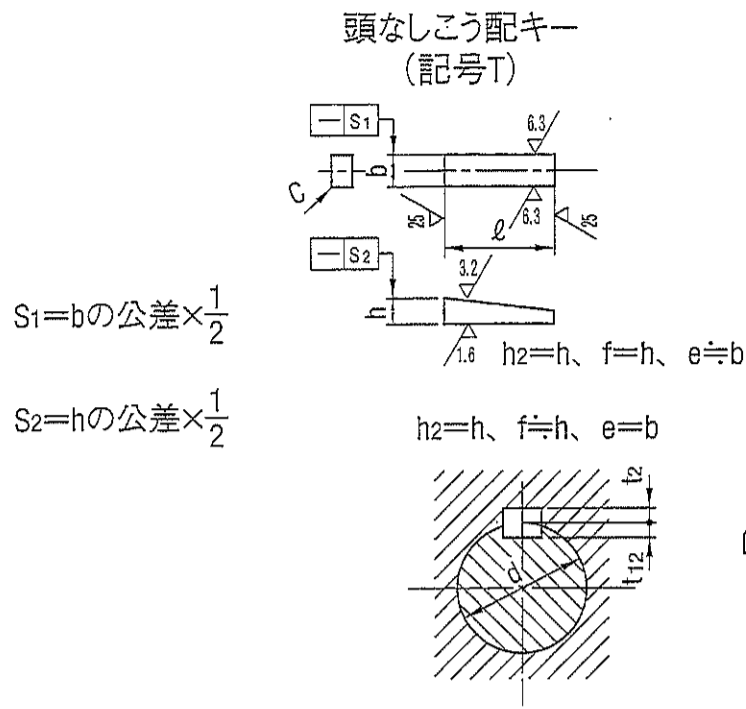 頭なしこう配キー
(記号T)
— S1
6.3
b
C
25
ℓ
6.3
25
— S2
3.2
h
1.6
S1=bの公差×1/2
h2=h、f=h、e≒b
S2=hの公差×1/2
h2=h、f≒h、e=b
t2
d
t12